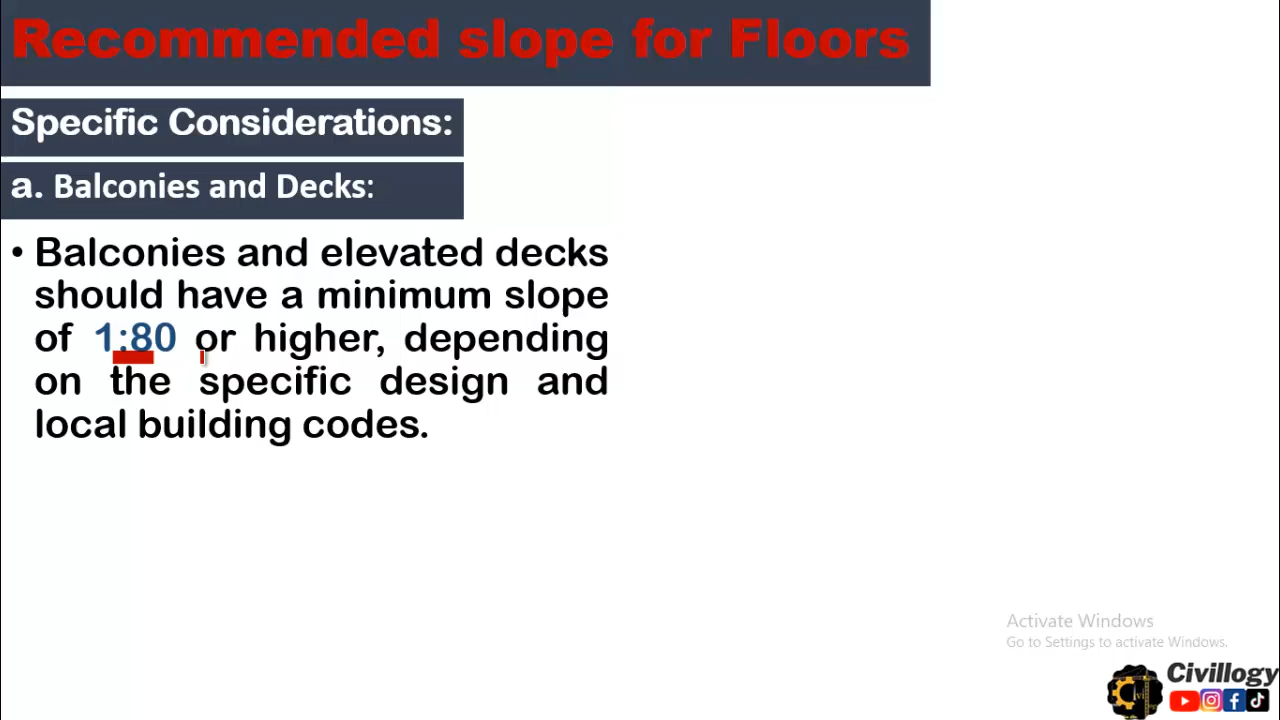 Recommended slope for Floors
Specific Considerations:
a. Balconies and Decks:
• Balconies and elevated decks
should have a minimum slope
of 1:80 or higher, depending
on the specific design and
local building codes.
Activate Windows
Go to Settings to activate Windows.
Civillogy